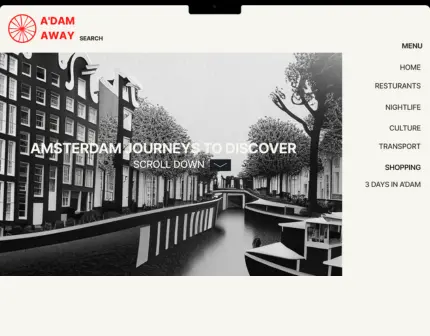 A'DAM
AWAY
SEARCH
MENU
HOME
RESTURANTS
NIGHTLIFE
CULTURE
TRANSPORT
SHOPPING
3 DAYS IN A'DAM
AMSTERDAM JOURNEYS TO DISCOVER
SCROLL DOWN